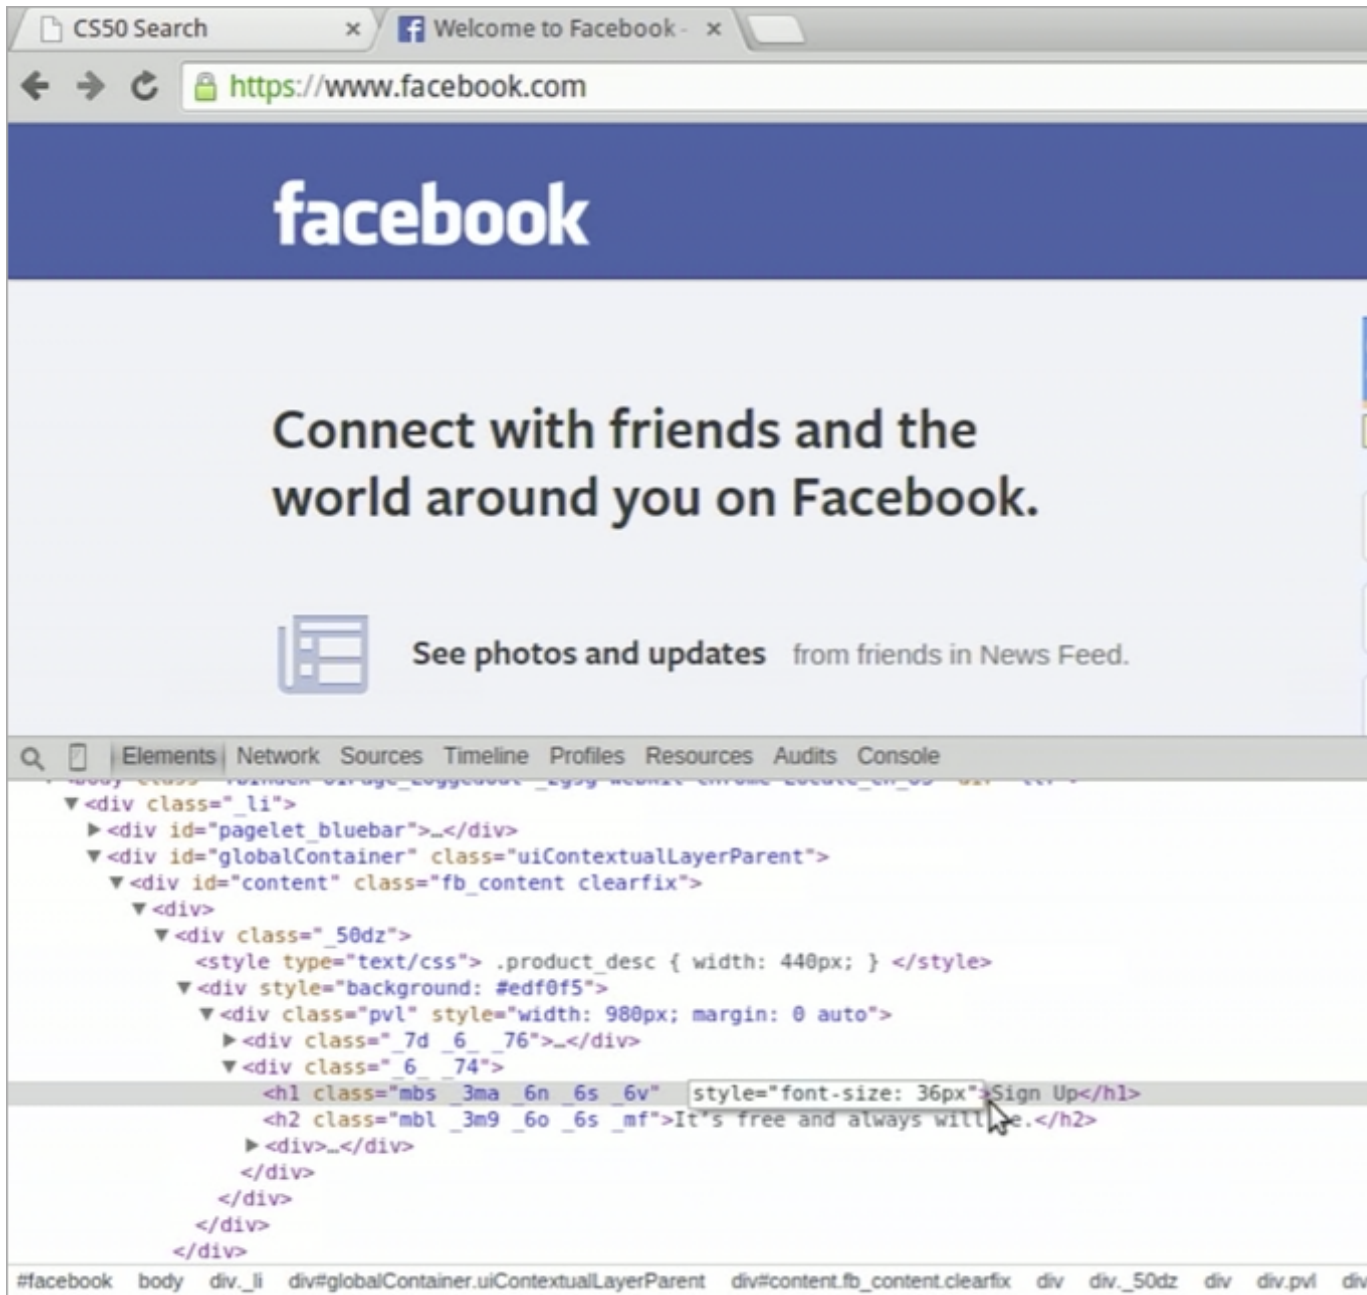 CS50 Search
Welcome to Facebook -
https://www.facebook.com
facebook
Connect with friends and the
world around you on Facebook.
See photos and updates from friends in News Feed.
Elements Network Sources Timeline Profiles Resources Audits Console
<div class="_li">
<div id="pagelet_bluebar">…</div>
<div id="globalContainer" class="uiContextualLayerParent">
<div id="content" class="fb_content clearfix">
<div>
<div class="_50dz">
<style type="text/css"> .product_desc { width: 440px; } </style>
<div style="background: #edf0f5">
<div class="pvl" style="width: 980px; margin: 0 auto">
<div class="_7d _6_ _76">…</div>
<div class="_6_ _74">
<h1 class="mbs _3ma _6n _6s _6v" style="font-size: 36px">Sign Up</h1>
<h2 class="mbl _3m9 _6o _6s _mf">It's free and always will e.</h2>
<div>…</div>
</div>
</div>
</div>
</div>
#facebook body div._li div#globalContainer.uiContextualLayerParent div#content.fb_content.clearfix div div._50dz div div.pvl div